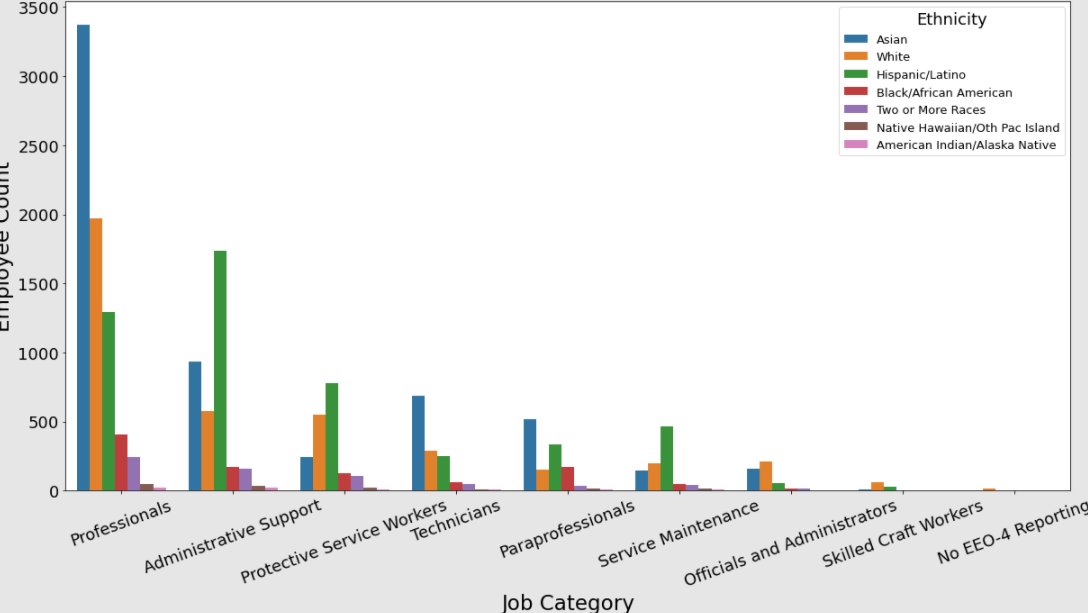 3500
3000
2500
2000
1500
1000
500
0
Employee Count
Ethnicity
Asian
White
Hispanic/Latino
Black/African American
Two or More Races
Native Hawaiian/Oth Pac Island
American Indian/Alaska Native
Professionals
Administrative Support
Protective Service Workers
Technicians
Paraprofessionals
Service Maintenance
Officials and Administrators
Skilled Craft Workers
No EEO-4 Reporting
Job Category